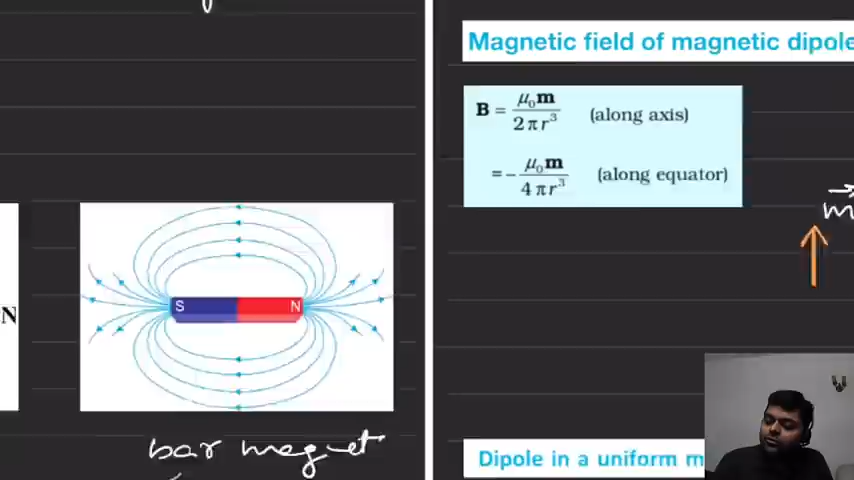 N
S N
bar magnet
Magnetic field of magnetic dipole
B = μ₀m / 2πr³ (along axis)
= - μ₀m / 4πr³ (along equator)
m⃗
Dipole in a uniform m